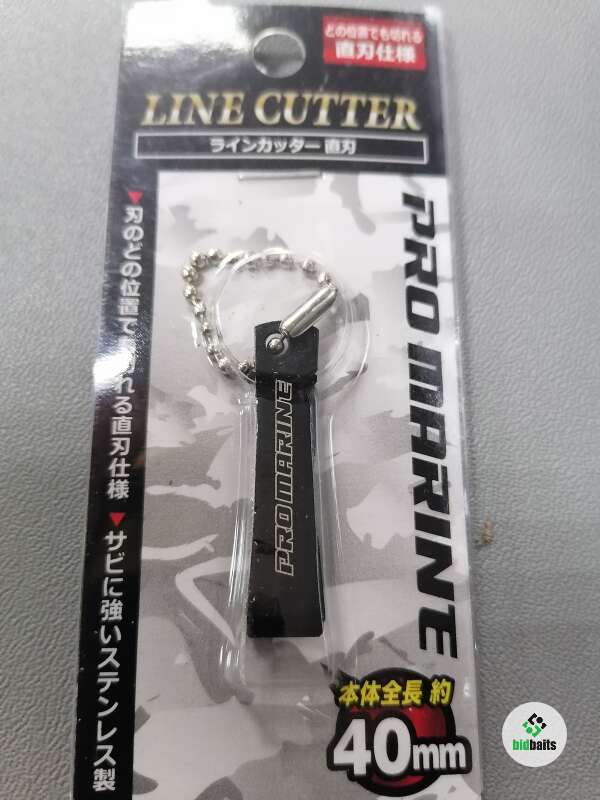 どの位置でも切れる
直刃仕様
LINE CUTTER
ラインカッター 直刃
▼刃のどの位置で 切れる直刃仕様
▼サビに強いステンレス製
PRO MARINE
PRO MARINE
本体全長 約
40mm
bidbaits